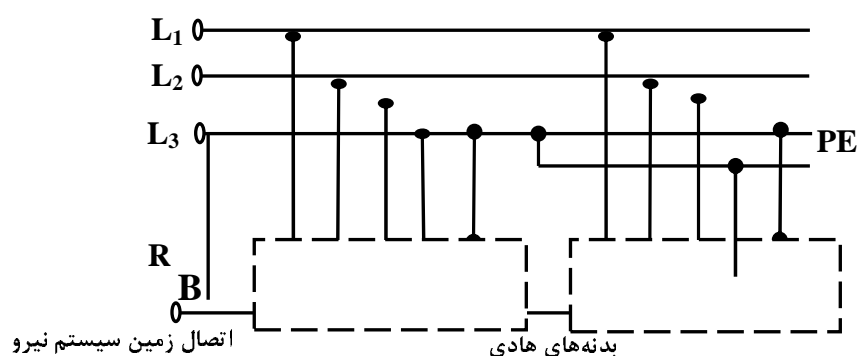 L₁
L₂
L₃
PE
R
B
اتصال زمین سیستم نیرو
بدنه‌های هادی